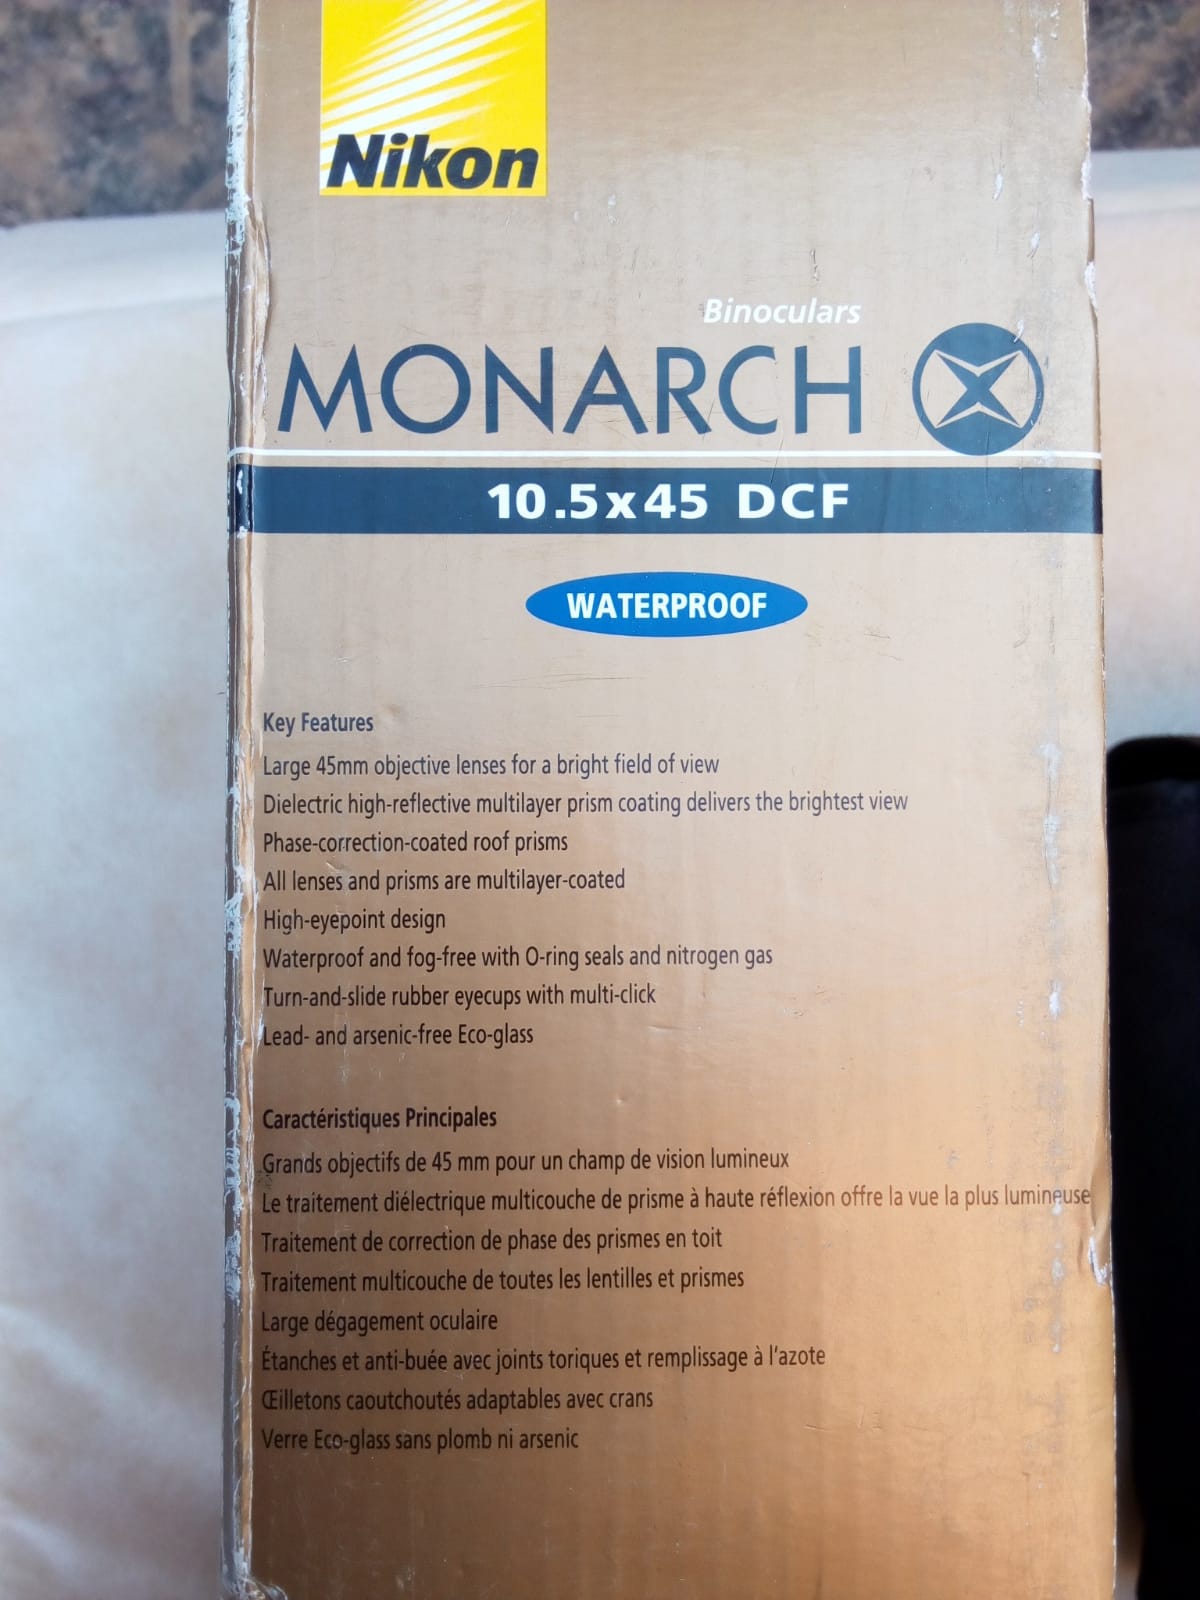 Nikon
Binoculars
MONARCH X
10.5x45 DCF
WATERPROOF
Key Features
Large 45mm objective lenses for a bright field of view
Dielectric high-reflective multilayer prism coating delivers the brightest view
Phase-correction-coated roof prisms
All lenses and prisms are multilayer-coated
High-eyepoint design
Waterproof and fog-free with O-ring seals and nitrogen gas
Turn-and-slide rubber eyecups with multi-click
Lead- and arsenic-free Eco-glass
Caractéristiques Principales
Grands objectifs de 45 mm pour un champ de vision lumineux
Le traitement diélectrique multicouche de prisme à haute réflexion offre la vue la plus lumineuse
Traitement de correction de phase des prismes en toit
Traitement multicouche de toutes les lentilles et prismes
Large dégagement oculaire
Étanches et anti-buée avec joints toriques et remplissage à l'azote
Œilletons caoutchoutés adaptables avec crans
Verre Eco-glass sans plomb ni arsenic